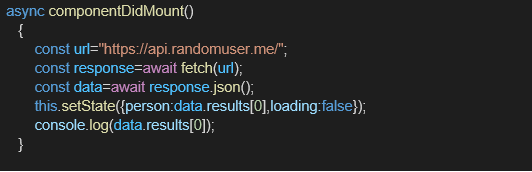 async componentDidMount()
{
const url="https://api.randomuser.me/";
const response=await fetch(url);
const data=await response.json();
this.setState({person:data.results[0],loading:false});
console.log(data.results[0]);
}